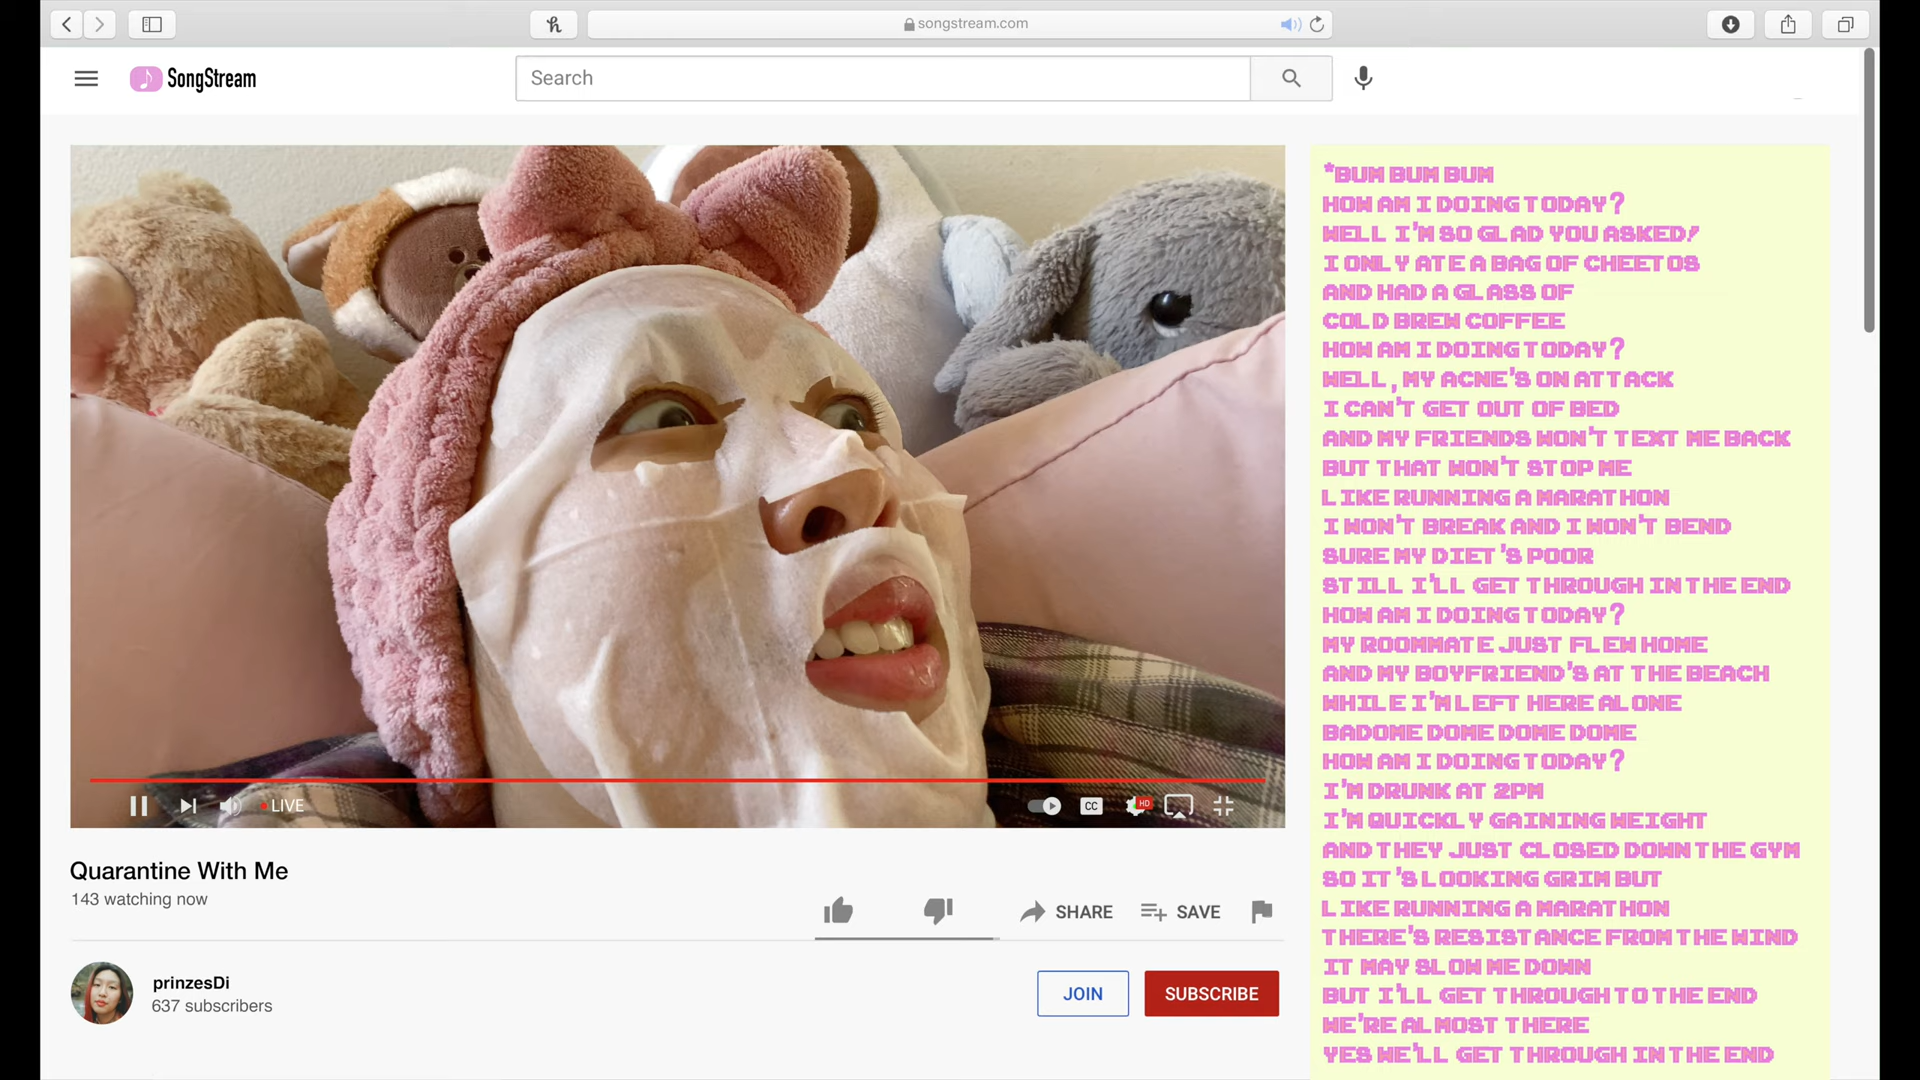 songstream.com
SongStream
Search
*BUM BUM BUM
HOW AM I DOING TODAY?
WELL I'M SO GLAD YOU ASKED!
I ONLY ATE A BAG OF CHEETOS
AND HAD A GLASS OF
COLD BREW COFFEE
HOW AM I DOING TODAY?
WELL, MY ACNE'S ON ATTACK
I CAN'T GET OUT OF BED
AND MY FRIENDS WON'T TEXT ME BACK
BUT THAT WON'T STOP ME
LIKE RUNNING A MARATHON
I WON'T BREAK AND I WON'T BEND
SURE MY DIET'S POOR
STILL I'LL GET THROUGH IN THE END
HOW AM I DOING TODAY?
MY ROOMMATE JUST FLEW HOME
AND MY BOYFRIEND'S AT THE BEACH
WHILE I'M LEFT HERE ALONE
BADOME DOME DOME DOME
HOW AM I DOING TODAY?
I'M DRUNK AT 2PM
I'M QUICKLY GAINING WEIGHT
AND THEY JUST CLOSED DOWN THE GYM
SO IT'S LOOKING GRIM BUT
LIKE RUNNING A MARATHON
THERE'S RESISTANCE FROM THE WIND
IT MAY SLOW ME DOWN
BUT I'LL GET THROUGH TO THE END
WE'RE ALMOST THERE
YES WE'LL GET THROUGH IN THE END
LIVE
CC
HD
Quarantine With Me
143 watching now
SHARE
SAVE
prinzesDi
637 subscribers
JOIN
SUBSCRIBE